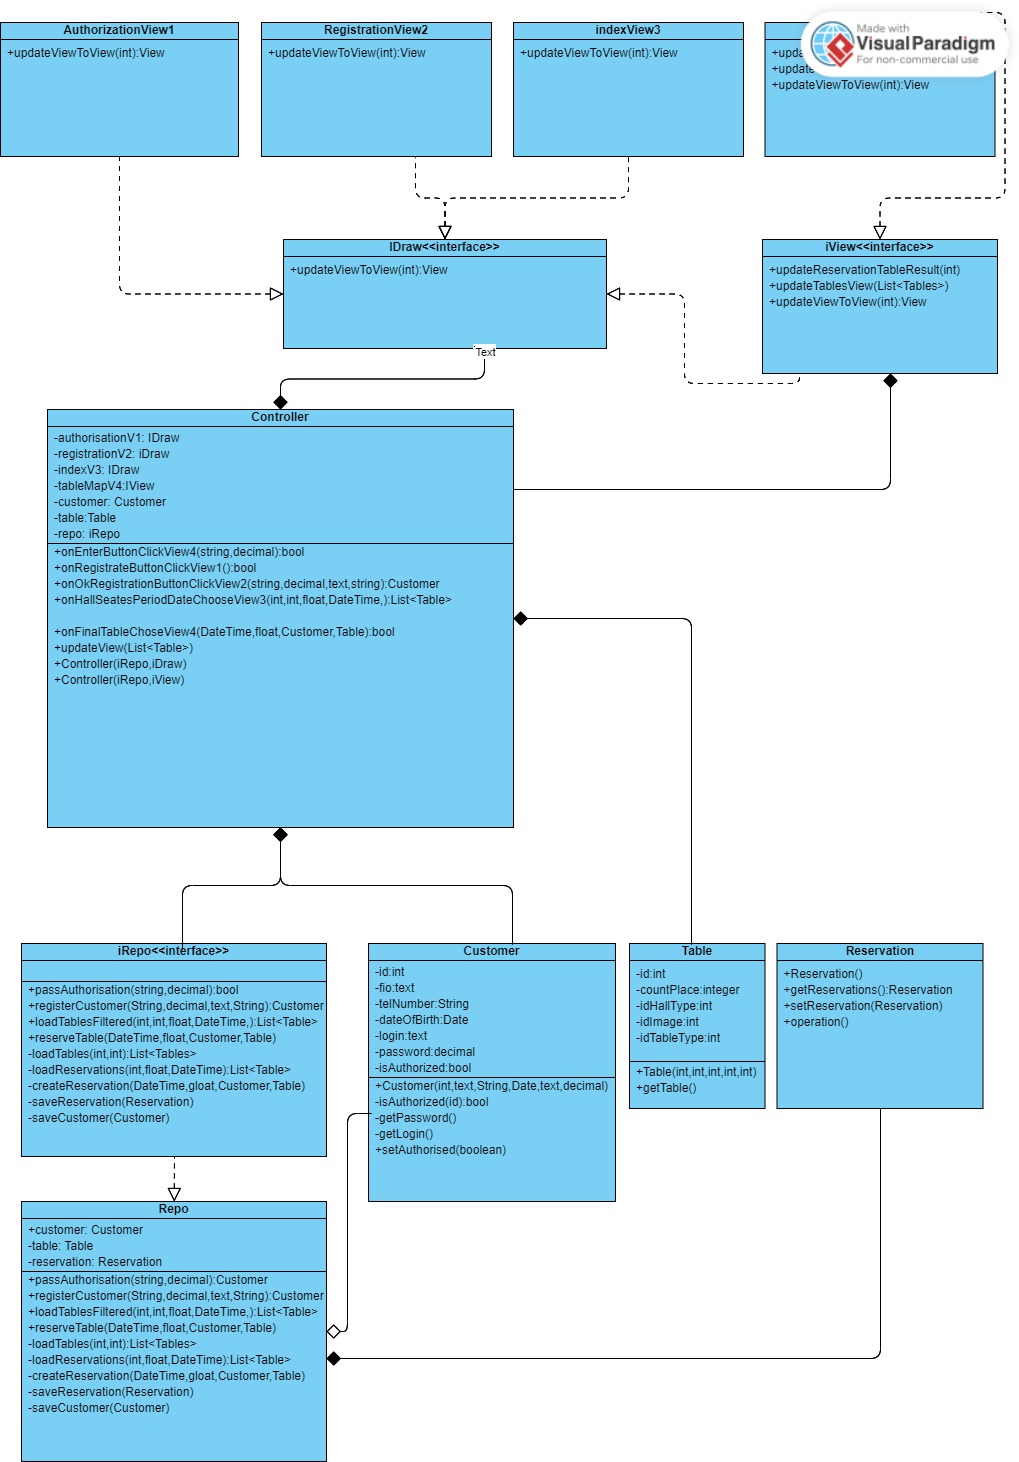 AuthorizationView1
+updateViewToView(int):View
RegistrationView2
+updateViewToView(int):View
indexView3
+updateViewToView(int):View
Made with
Visual Paradigm
For non-commercial use
+upda
+update
+updateViewToView(int):View
IDraw<<interface>>
+updateViewToView(int):View
iView<<interface>>
+updateReservationTableResult(int)
+updateTablesView(List<Tables>)
+updateViewToView(int):View
Text
Controller
-authorisationV1: IDraw
-registrationV2: iDraw
-indexV3: IDraw
-tableMapV4:IView
-customer: Customer
-table:Table
-repo: iRepo
+onEnterButtonClickView4(string,decimal):bool
+onRegistrateButtonClickView1():bool
+onOkRegistrationButtonClickView2(string,decimal,text,string):Customer
+onHallSeatesPeriodDateChooseView3(int,int,float,DateTime,):List<Table>
+onFinalTableChoseView4(DateTime,float,Customer,Table):bool
+updateView(List<Table>)
+Controller(iRepo,iDraw)
+Controller(iRepo,iView)
iRepo<<interface>>
+passAuthorisation(string,decimal):bool
+registerCustomer(String,decimal,text,String):Customer
+loadTablesFiltered(int,int,float,DateTime,):List<Table>
+reserveTable(DateTime,float,Customer,Table)
-loadTables(int,int):List<Tables>
-loadReservations(int,float,DateTime):List<Table>
-createReservation(DateTime,gloat,Customer,Table)
-saveReservation(Reservation)
-saveCustomer(Customer)
Customer
-id:int
-fio:text
-telNumber:String
-dateOfBirth:Date
-login:text
-password:decimal
-isAuthorized:bool
+Customer(int,text,String,Date,text,decimal)
-isAuthorized(id):bool
-getPassword()
-getLogin()
+setAuthorised(boolean)
Table
-id:int
-countPlace:integer
-idHallType:int
-idImage:int
-idTableType:int
+Table(int,int,int,int,int)
+getTable()
Reservation
+Reservation()
+getReservations():Reservation
+setReservation(Reservation)
+operation()
Repo
+customer: Customer
-table: Table
-reservation: Reservation
+passAuthorisation(string,decimal):Customer
+registerCustomer(String,decimal,text,String):Customer
+loadTablesFiltered(int,int,float,DateTime,):List<Table>
+reserveTable(DateTime,float,Customer,Table)
-loadTables(int,int):List<Tables>
-loadReservations(int,float,DateTime):List<Table>
-createReservation(DateTime,gloat,Customer,Table)
-saveReservation(Reservation)
-saveCustomer(Customer)